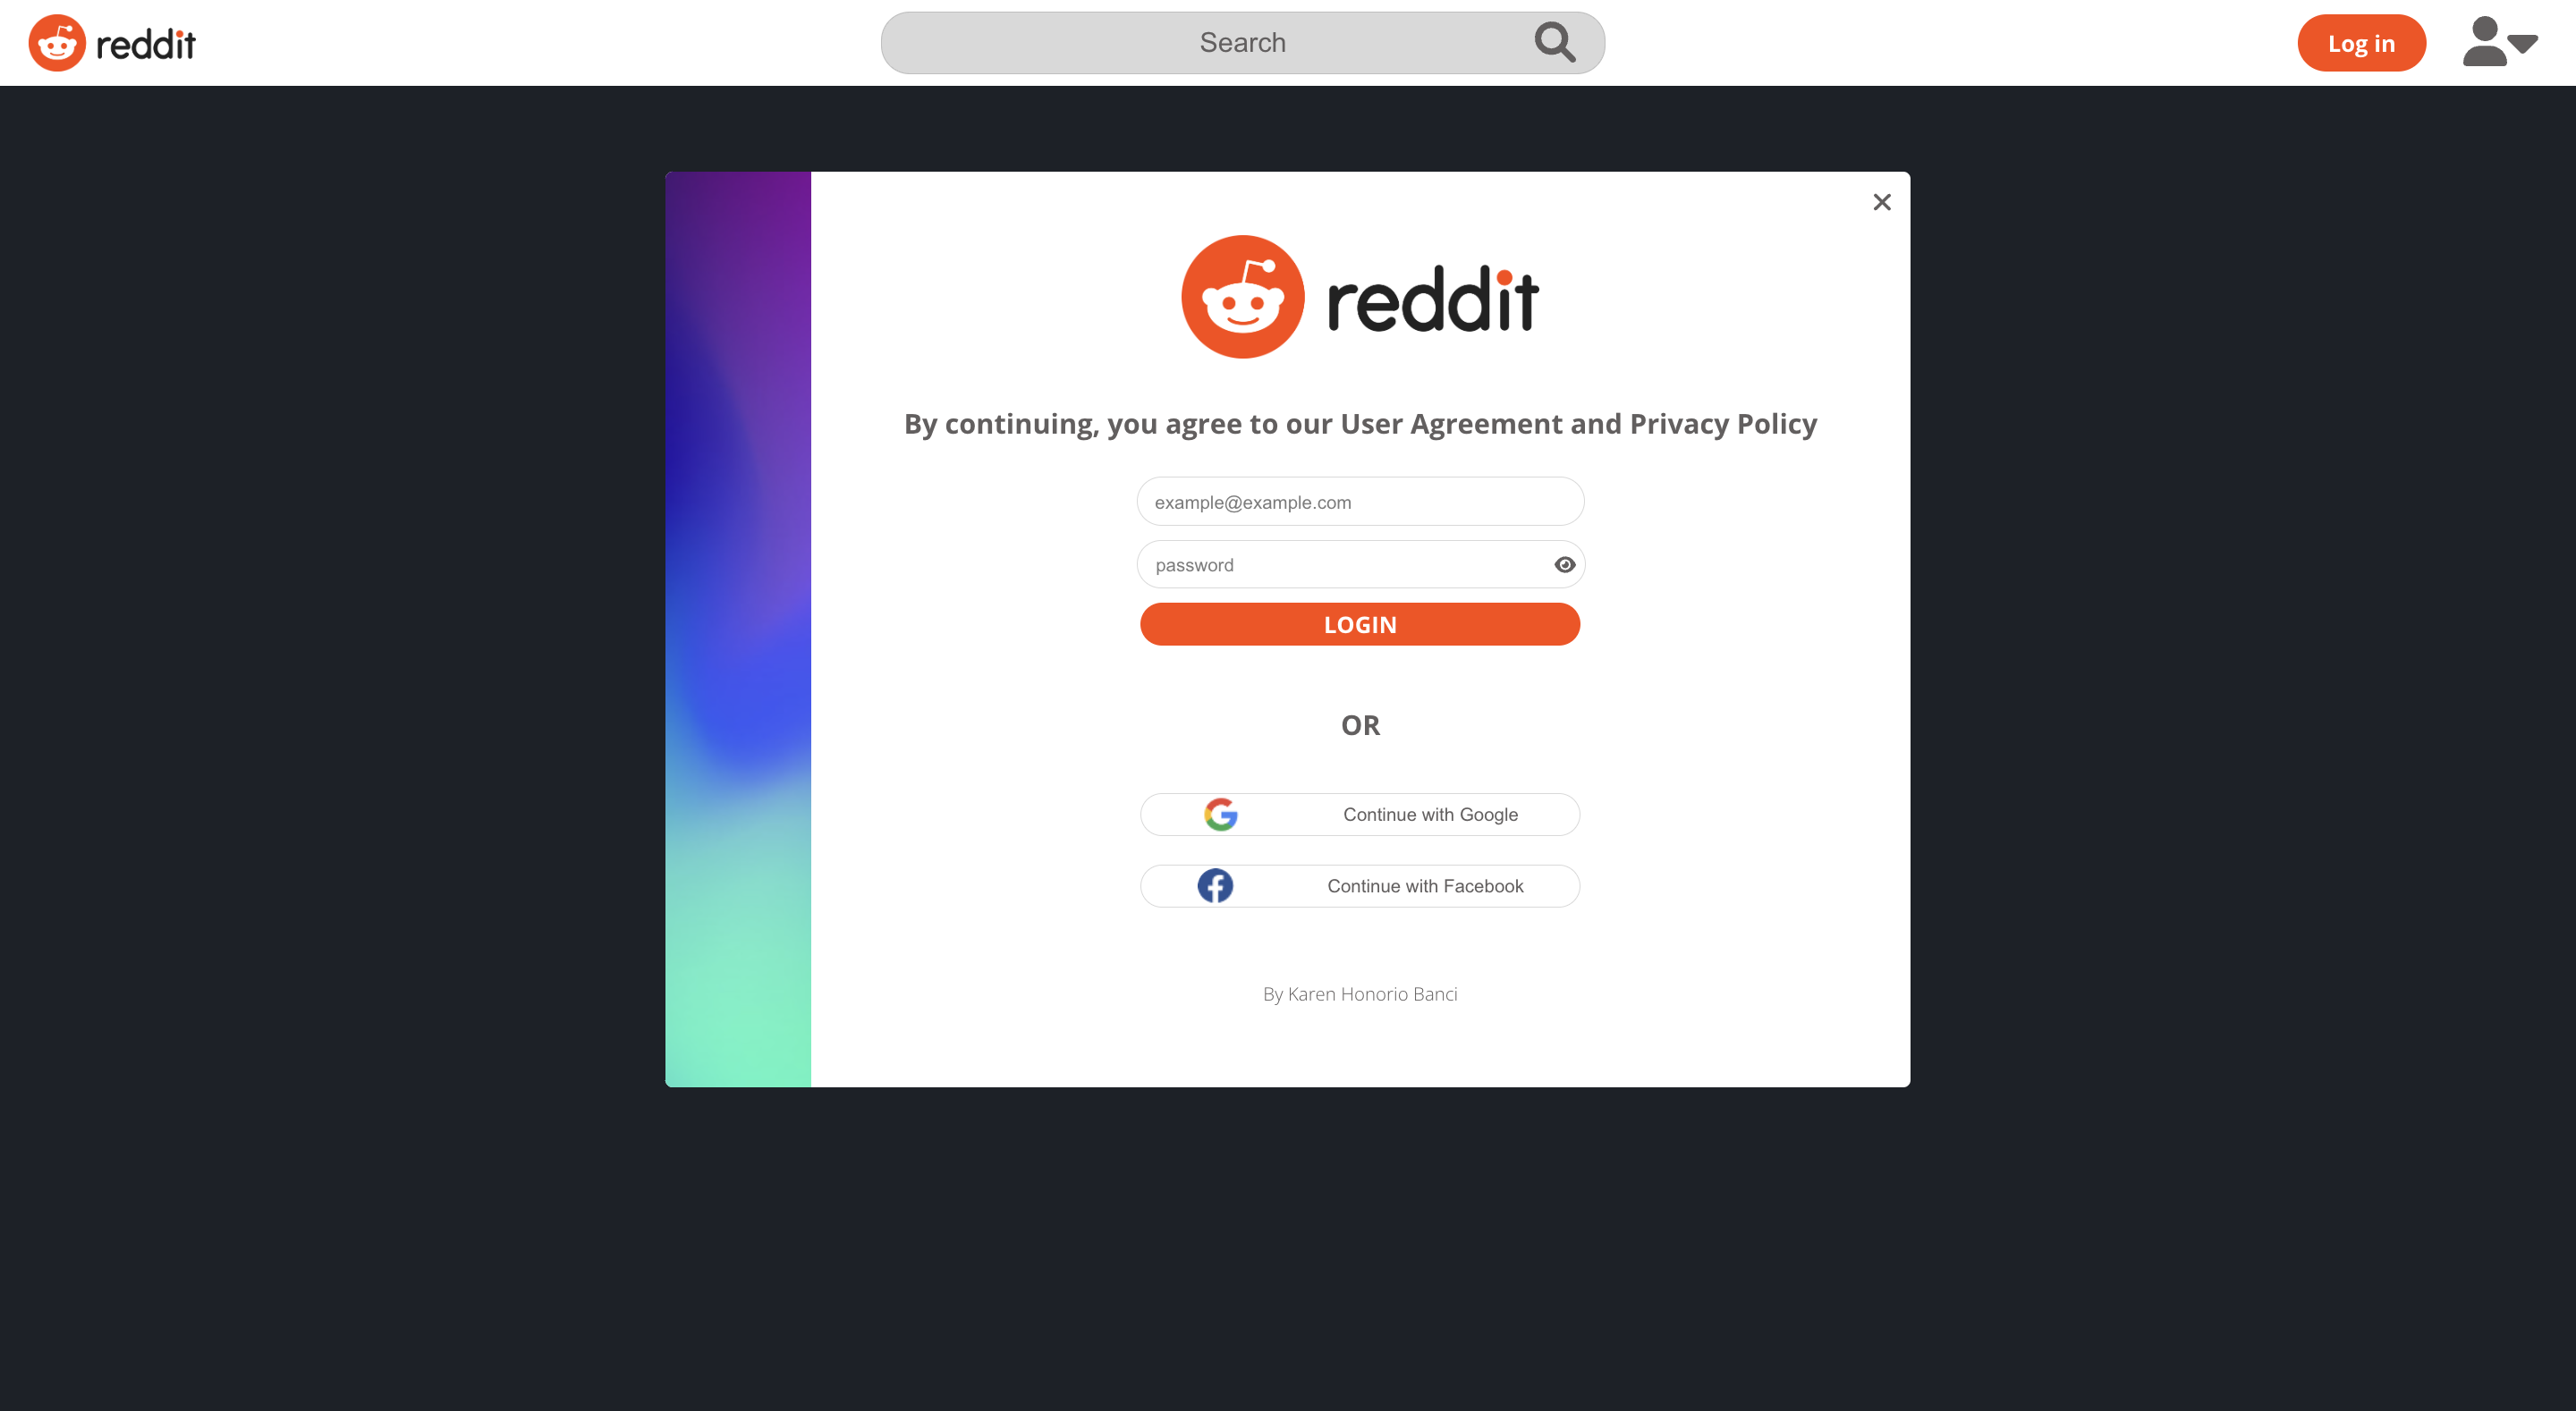 reddit
Search
Log in
reddit
By continuing, you agree to our User Agreement and Privacy Policy
example@example.com
password
LOGIN
OR
Continue with Google
Continue with Facebook
By Karen Honorio Banci